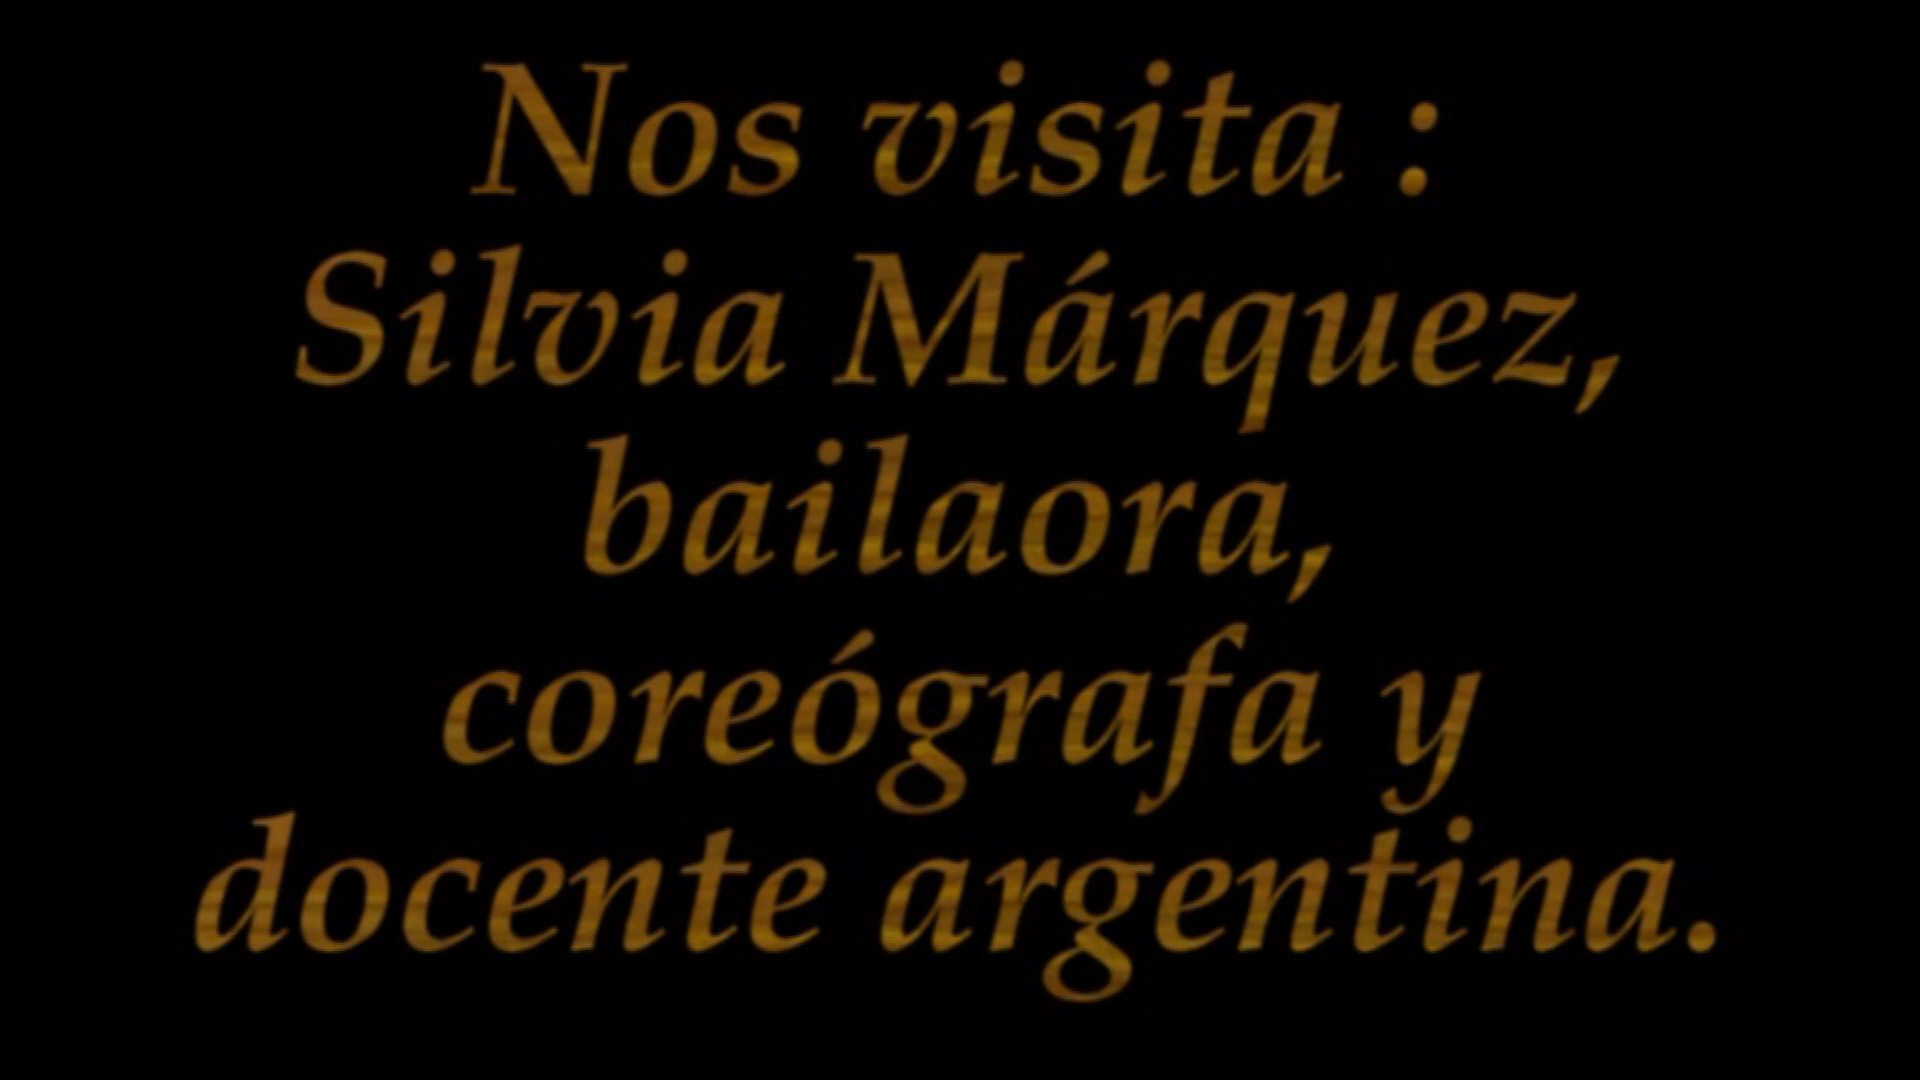 Nos visita :
Silvia Márquez,
bailaora,
coreógrafa y
docente argentina.